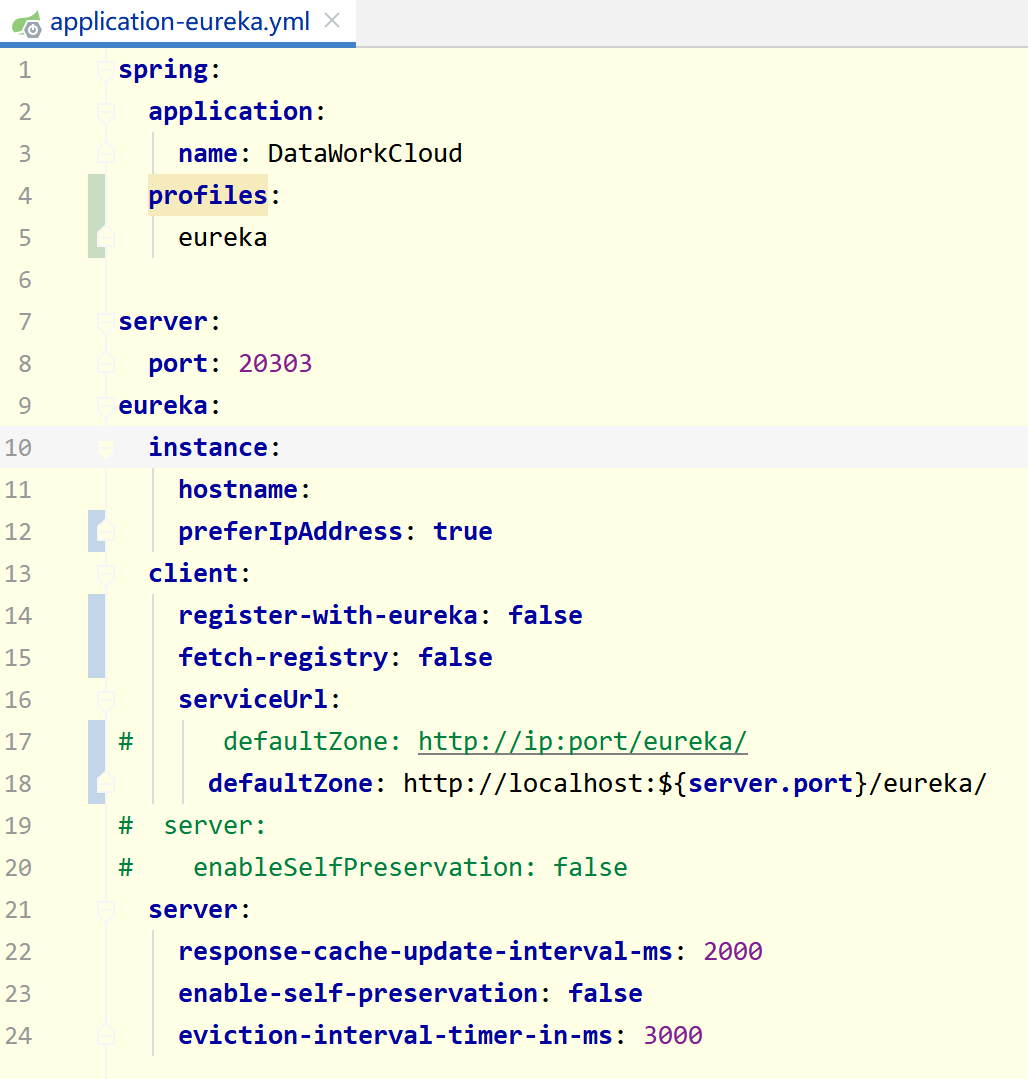 application-eureka.yml
1 spring:
2   application:
3     name: DataWorkCloud
4   profiles:
5     eureka
6
7 server:
8   port: 20303
9 eureka:
10   instance:
11     hostname:
12     preferIpAddress: true
13   client:
14     register-with-eureka: false
15     fetch-registry: false
16     serviceUrl:
17 #      defaultZone: http://ip:port/eureka/
18       defaultZone: http://localhost:${server.port}/eureka/
19 #  server:
20 #    enableSelfPreservation: false
21   server:
22     response-cache-update-interval-ms: 2000
23     enable-self-preservation: false
24     eviction-interval-timer-in-ms: 3000